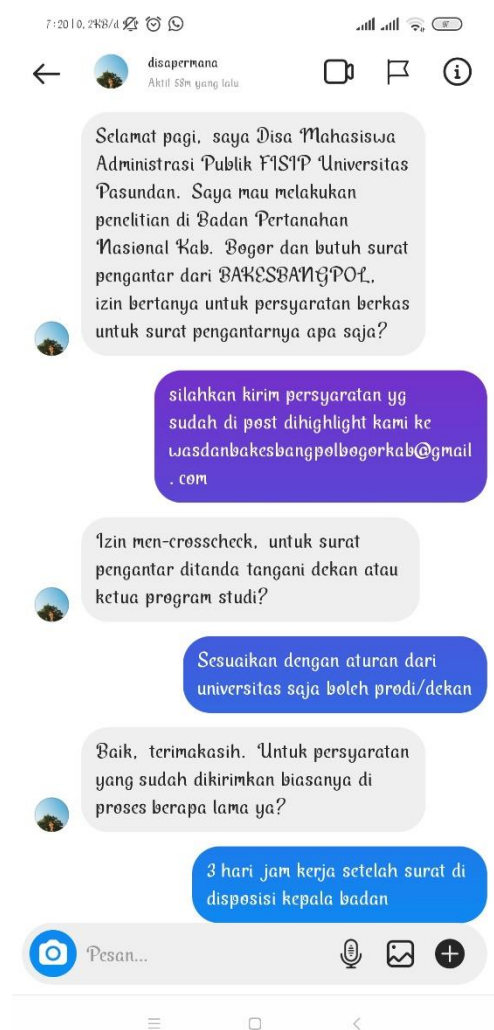 7:20 | 0, 2KB/d
disapermana
Aktif 58m yang lalu
Selamat pagi, saya Disa Mahasiswa
Administrasi Publik FISIP Universitas
Pasundan. Saya mau melakukan
penelitian di Badan Pertanahan
Nasional Kab. Bogor dan butuh surat
pengantar dari BAKESBANGPOL,
izin bertanya untuk persyaratan berkas
untuk surat pengantarnya apa saja?
silahkan kirim persyaratan yg
sudah di post dihighlight kami ke
wasdanbakesbangpolbogorkab@gmail
. com
Izin men-crosscheck, untuk surat
pengantar ditanda tangani dekan atau
ketua program studi?
Sesuaikan dengan aturan dari
universitas saja boleh prodi/dekan
Baik, terimakasih. Untuk persyaratan
yang sudah dikirimkan biasanya di
proses berapa lama ya?
3 hari jam kerja setelah surat di
disposisi kepala badan
Pesan...